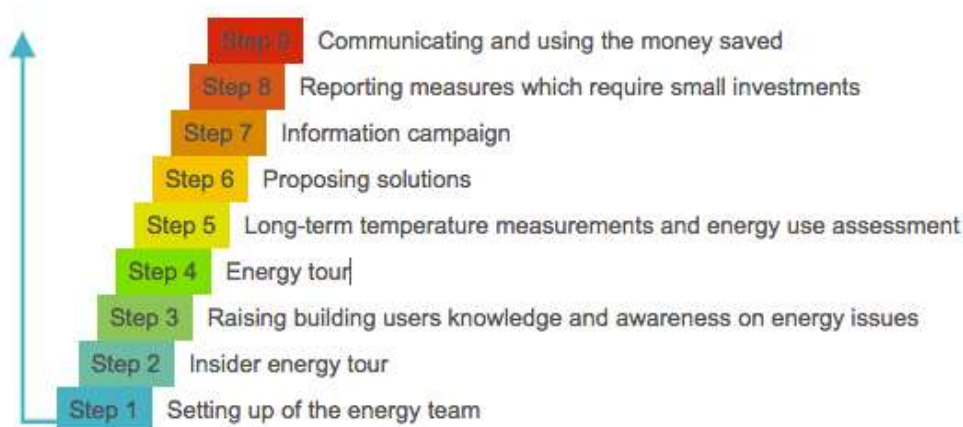 Step 9 Communicating and using the money saved
Step 8 Reporting measures which require small investments
Step 7 Information campaign
Step 6 Proposing solutions
Step 5 Long-term temperature measurements and energy use assessment
Step 4 Energy tour
Step 3 Raising building users knowledge and awareness on energy issues
Step 2 Insider energy tour
Step 1 Setting up of the energy team